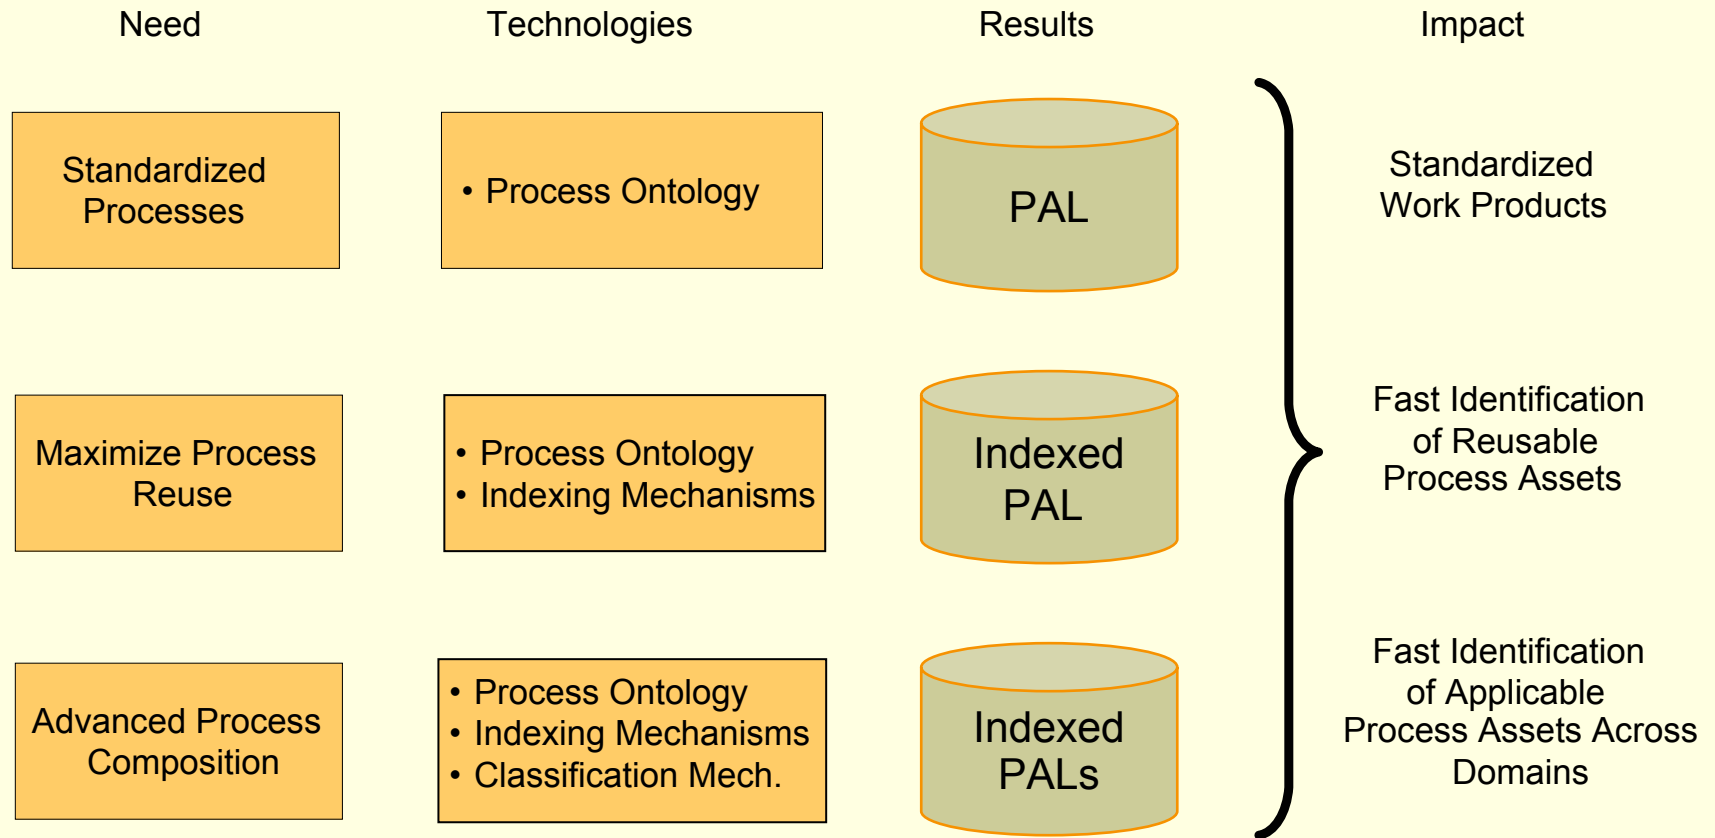 Need
Technologies
Results
Impact
Standardized
Processes
• Process Ontology
PAL
Standardized
Work Products
Maximize Process
Reuse
• Process Ontology
• Indexing Mechanisms
Indexed
PAL
Fast Identification
of Reusable
Process Assets
Advanced Process
Composition
• Process Ontology
• Indexing Mechanisms
• Classification Mech.
Indexed
PALs
Fast Identification
of Applicable
Process Assets Across
Domains